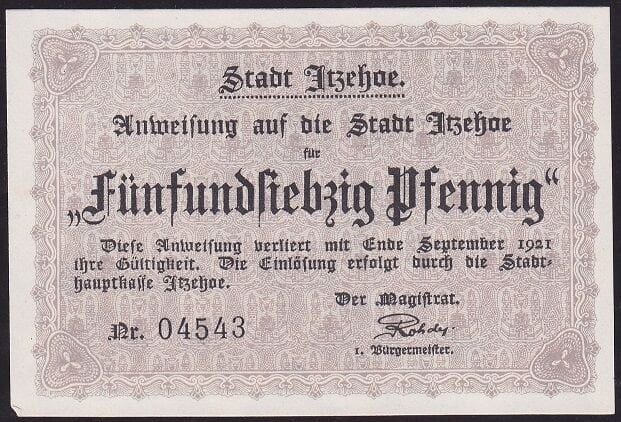 Stadt Itzehoe.
Anweisung auf die Stadt Itzehoe
für
„Fünfundsiebzig Pfennig“
Diese Anweisung verliert mit Ende September 1921
ihre Gültigkeit. Die Einlösung erfolgt durch die Stadt-
hauptkasse Itzehoe.
Der Magistrat.
Nr. 04543
Rohde.
1. Bürgermeister.